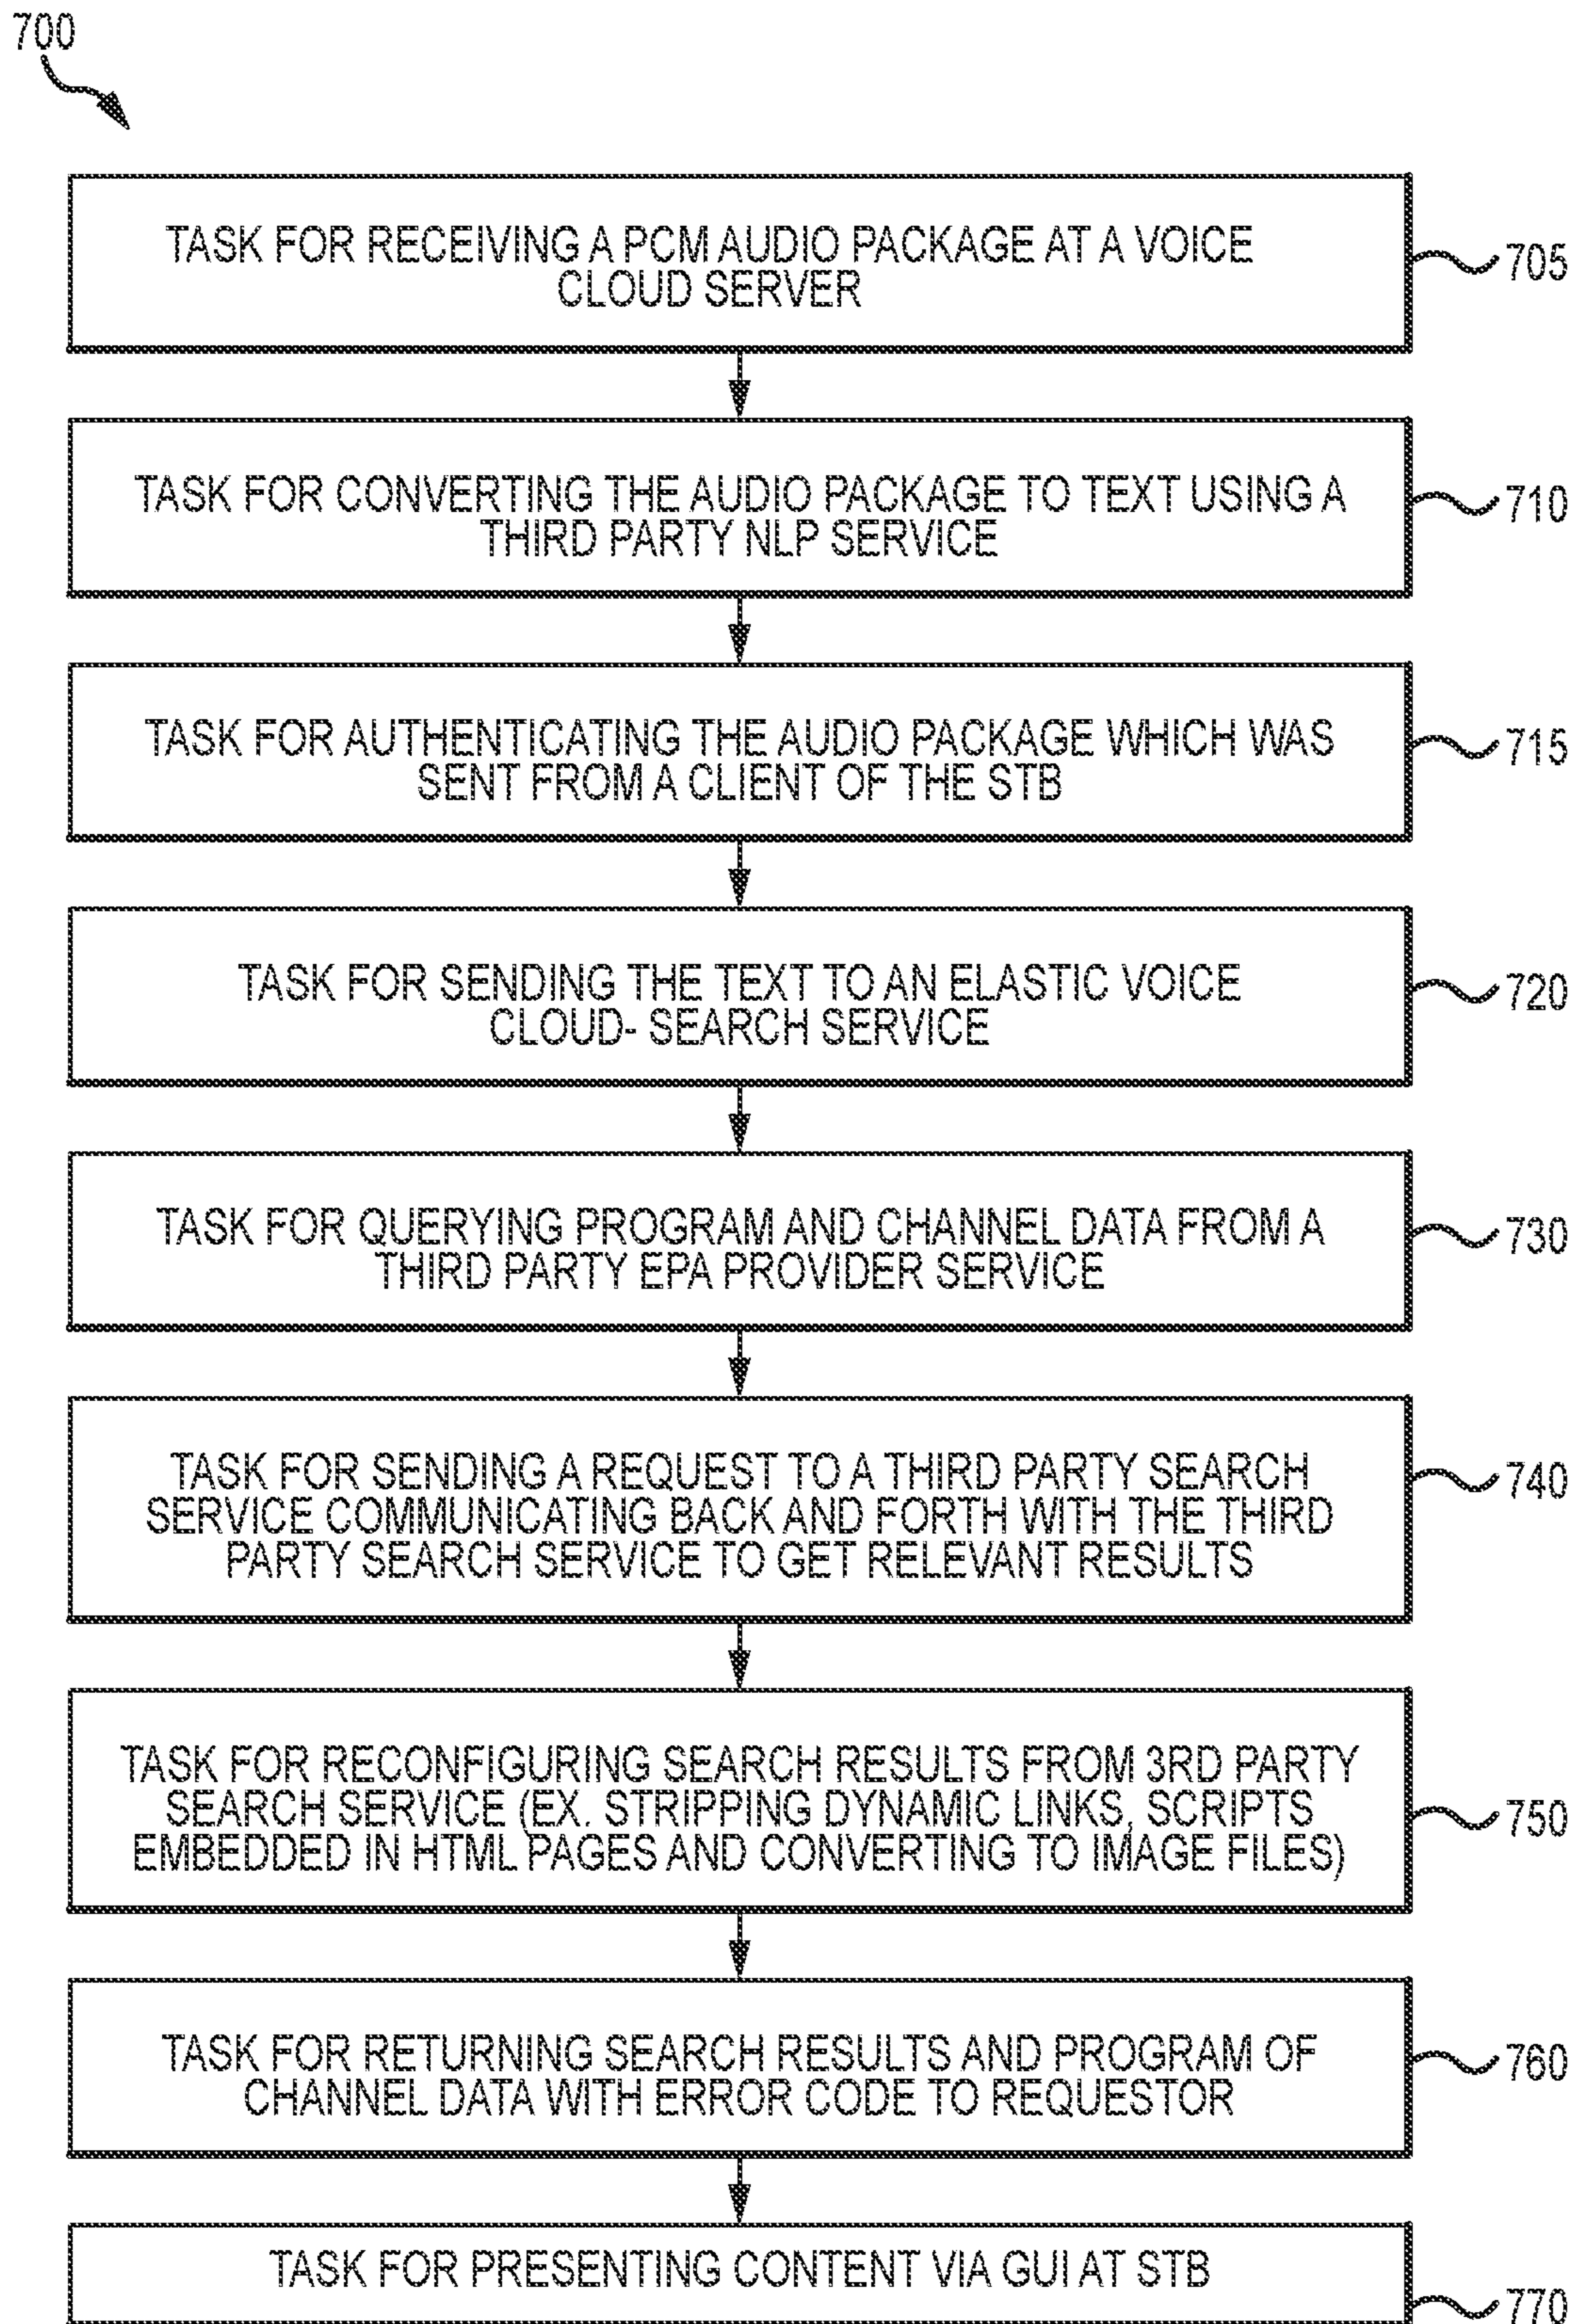 700
TASK FOR RECEIVING A PCM AUDIO PACKAGE AT A VOICE
CLOUD SERVER
705
TASK FOR CONVERTING THE AUDIO PACKAGE TO TEXT USING A
THIRD PARTY NLP SERVICE
710
TASK FOR AUTHENTICATING THE AUDIO PACKAGE WHICH WAS
SENT FROM A CLIENT OF THE STB
715
TASK FOR SENDING THE TEXT TO AN ELASTIC VOICE
CLOUD- SEARCH SERVICE
720
TASK FOR QUERYING PROGRAM AND CHANNEL DATA FROM A
THIRD PARTY EPA PROVIDER SERVICE
730
TASK FOR SENDING A REQUEST TO A THIRD PARTY SEARCH
SERVICE COMMUNICATING BACK AND FORTH WITH THE THIRD
PARTY SEARCH SERVICE TO GET RELEVANT RESULTS
740
TASK FOR RECONFIGURING SEARCH RESULTS FROM 3RD PARTY
SEARCH SERVICE (EX. STRIPPING DYNAMIC LINKS, SCRIPTS
EMBEDDED IN HTML PAGES AND CONVERTING TO IMAGE FILES)
750
TASK FOR RETURNING SEARCH RESULTS AND PROGRAM OF
CHANNEL DATA WITH ERROR CODE TO REQUESTOR
760
TASK FOR PRESENTING CONTENT VIA GUI AT STB
770